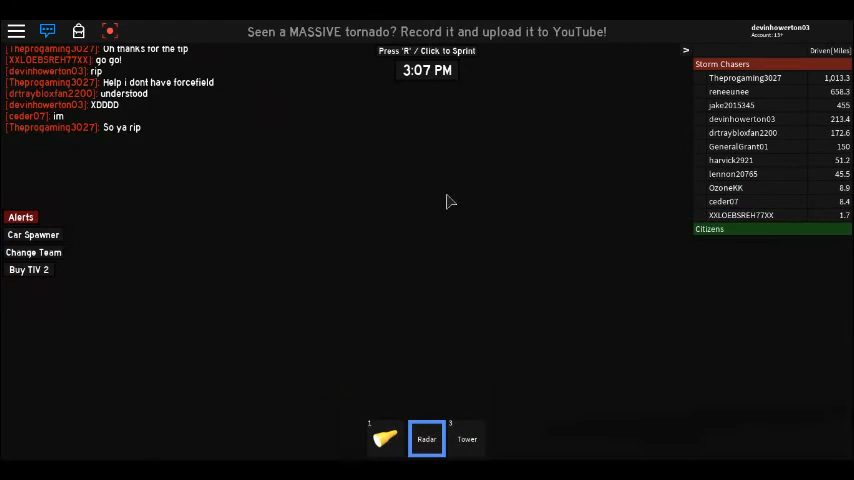 Seen a MASSIVE tornado? Record it and upload it to YouTube!
devinhowerton03
Account: 13+
[Theprogaming3027]: Oh thanks for the tip
[XXLOEBSREH77XX]: go go!
[devinhowerton03]: rip
[Theprogaming3027]: Help i dont have forcefield
[drtraybloxfan2200]: understood
[devinhowerton03]: XDDDD
[ceder07]: im
[Theprogaming3027]: So ya rip
Press 'R' / Click to Sprint
3:07 PM
> Driven[Miles]
Storm Chasers
Theprogaming3027 1,013.3
reneeunee 658.3
jake2015345 455
devinhowerton03 213.4
drtraybloxfan2200 172.6
GeneralGrant01 150
harvick2921 51.2
lennon20765 45.5
OzoneKK 8.9
ceder07 8.4
XXLOEBSREH77XX 1.7
Citizens
Alerts
Car Spawner
Change Team
Buy TIV 2
1
Radar
3
Tower